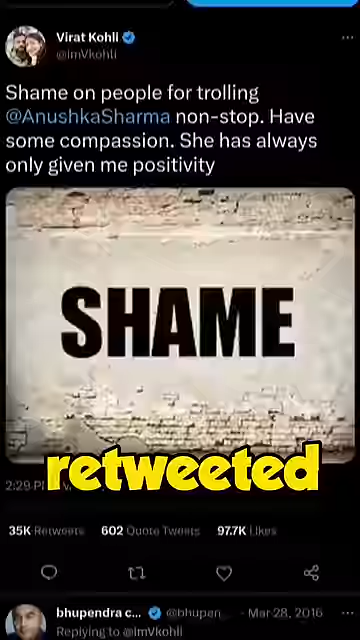 Virat Kohli
@imVkohli
Shame on people for trolling
@AnushkaSharma non-stop. Have
some compassion. She has always
only given me positivity
SHAME
retweeted
2:29
35K Retweets 602 Quote Tweets 97.7K Likes
bhupendra c... @bhupen... - Mar 28, 2016
Replying to @imVkohli